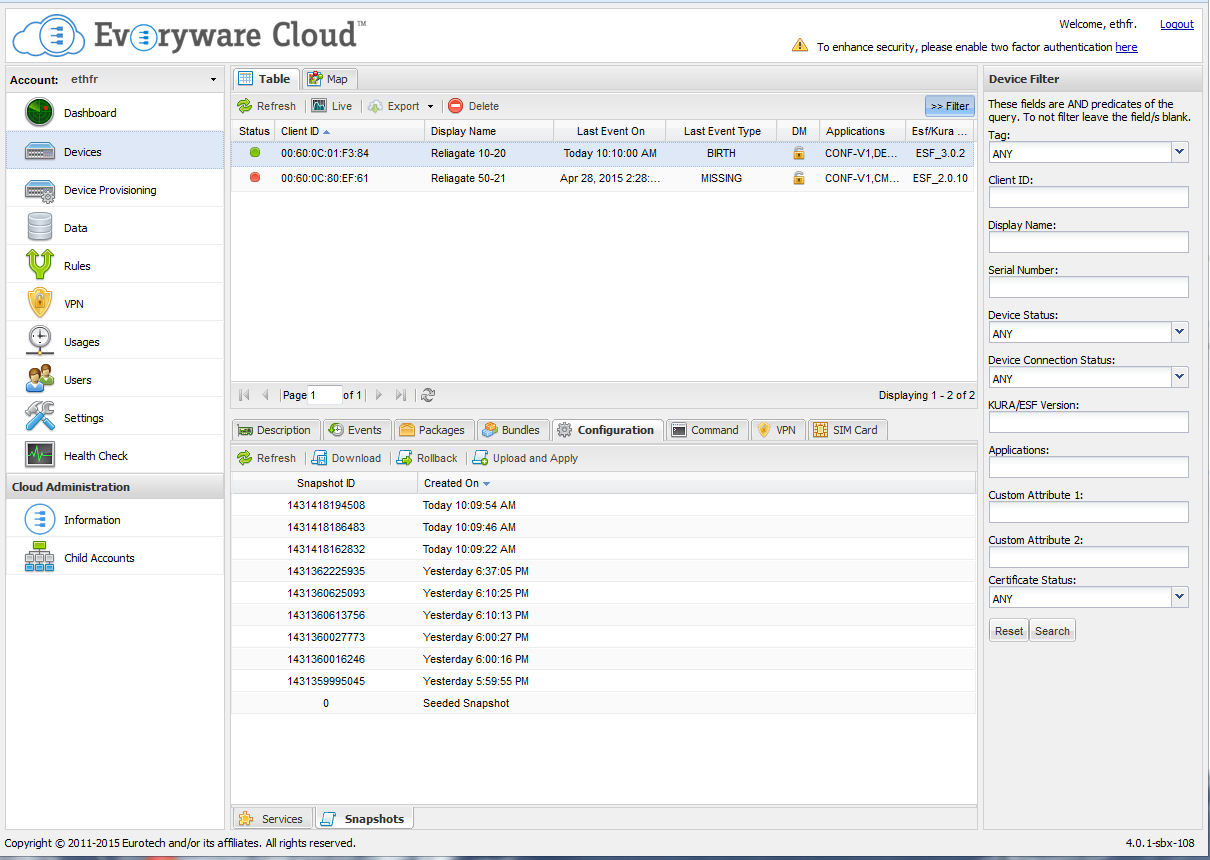 Everyware Cloud™
Welcome, ethfr. Logout
To enhance security, please enable two factor authentication here
Account: ethfr
Dashboard
Devices
Device Provisioning
Data
Rules
VPN
Usages
Users
Settings
Health Check
Cloud Administration
Information
Child Accounts
Table Map
Refresh Live Export Delete >> Filter
Status Client ID Display Name Last Event On Last Event Type DM Applications Esf/Kura ...
00:60:0C:01:F3:84 Reliagate 10-20 Today 10:10:00 AM BIRTH CONF-V1,DE... ESF_3.0.2
00:60:0C:80:EF:61 Reliagate 50-21 Apr 28, 2015 2:28:... MISSING CONF-V1,CM... ESF_2.0.10
Page 1 of 1 Displaying 1 - 2 of 2
Description Events Packages Bundles Configuration Command VPN SIM Card
Refresh Download Rollback Upload and Apply
Snapshot ID Created On
1431418194508 Today 10:09:54 AM
1431418186483 Today 10:09:46 AM
1431418162832 Today 10:09:22 AM
1431362225935 Yesterday 6:37:05 PM
1431360625093 Yesterday 6:10:25 PM
1431360613756 Yesterday 6:10:13 PM
1431360027773 Yesterday 6:00:27 PM
1431360016246 Yesterday 6:00:16 PM
1431359995045 Yesterday 5:59:55 PM
0 Seeded Snapshot
Services Snapshots
Device Filter
These fields are AND predicates of the
query. To not filter leave the field/s blank.
Tag:
ANY
Client ID:
Display Name:
Serial Number:
Device Status:
ANY
Device Connection Status:
ANY
KURA/ESF Version:
Applications:
Custom Attribute 1:
Custom Attribute 2:
Certificate Status:
ANY
Reset Search
Copyright © 2011-2015 Eurotech and/or its affiliates. All rights reserved. 4.0.1-sbx-108